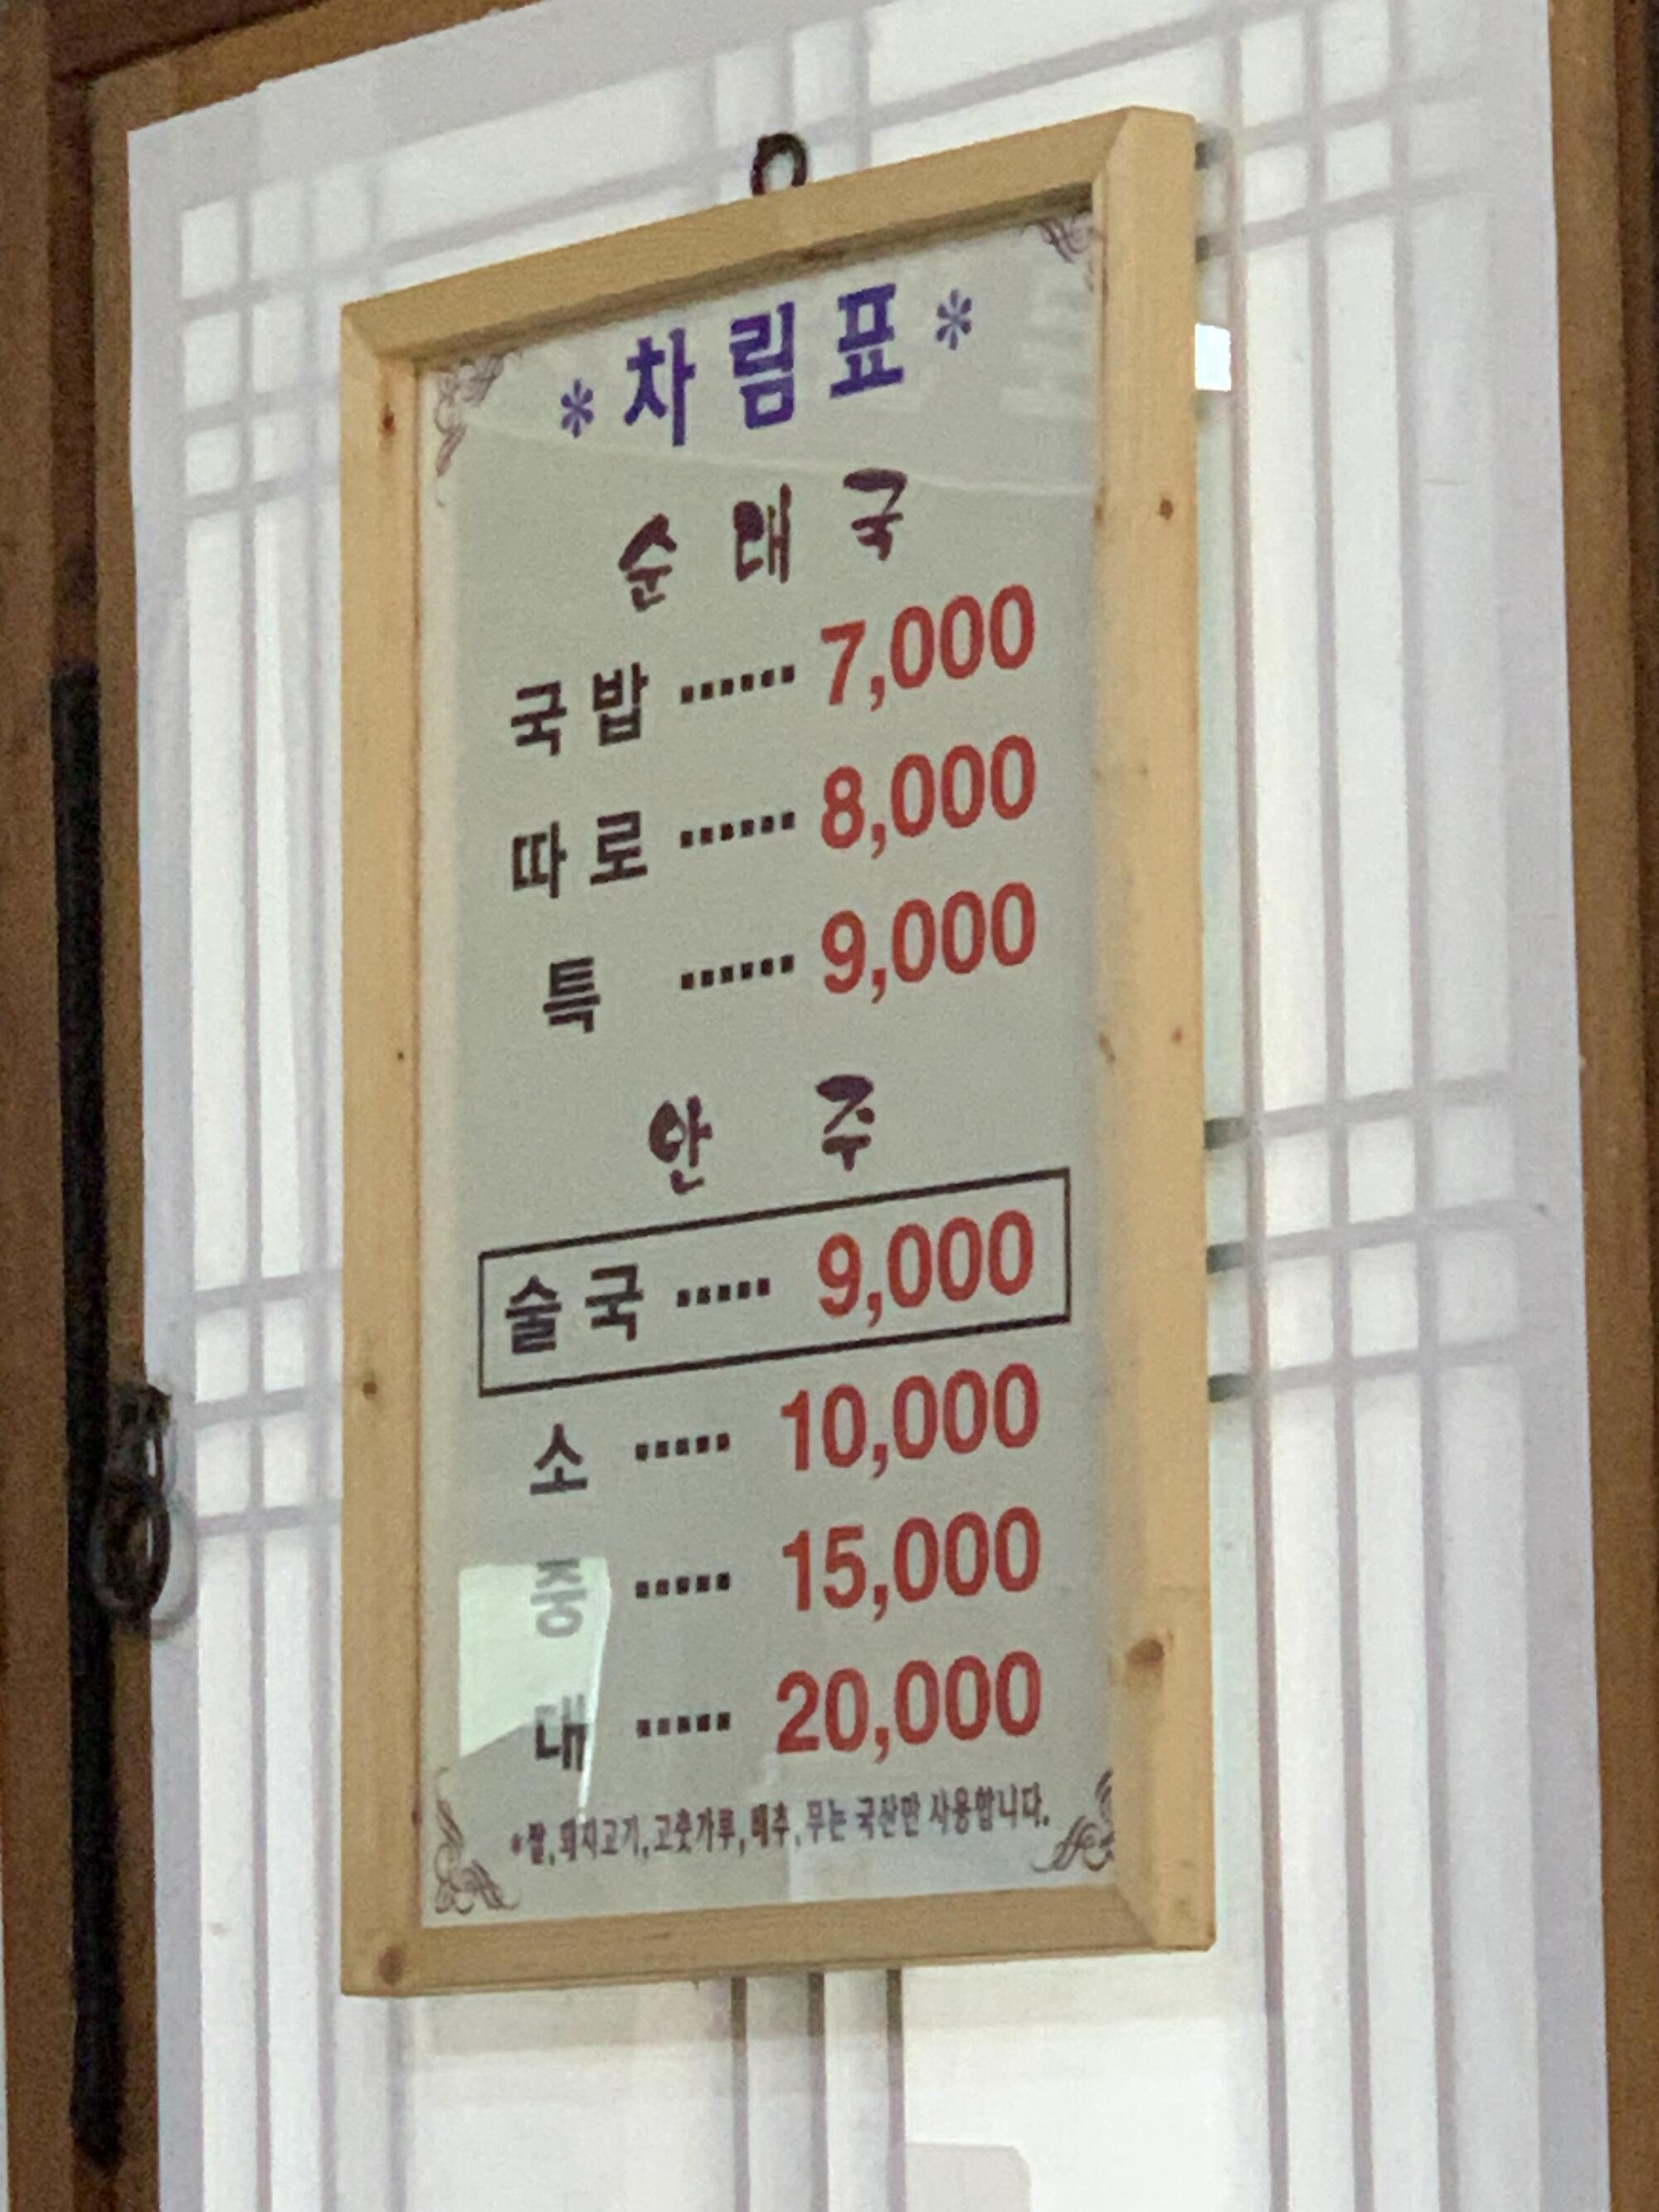 *차림표*
순대국
국밥 ...... 7,000
따로 ...... 8,000
특 ...... 9,000
안주
술국 ..... 9,000
소 ..... 10,000
중 ..... 15,000
대 ..... 20,000
*쌀, 돼지고기, 고춧가루, 배추, 무는 국산만 사용합니다.